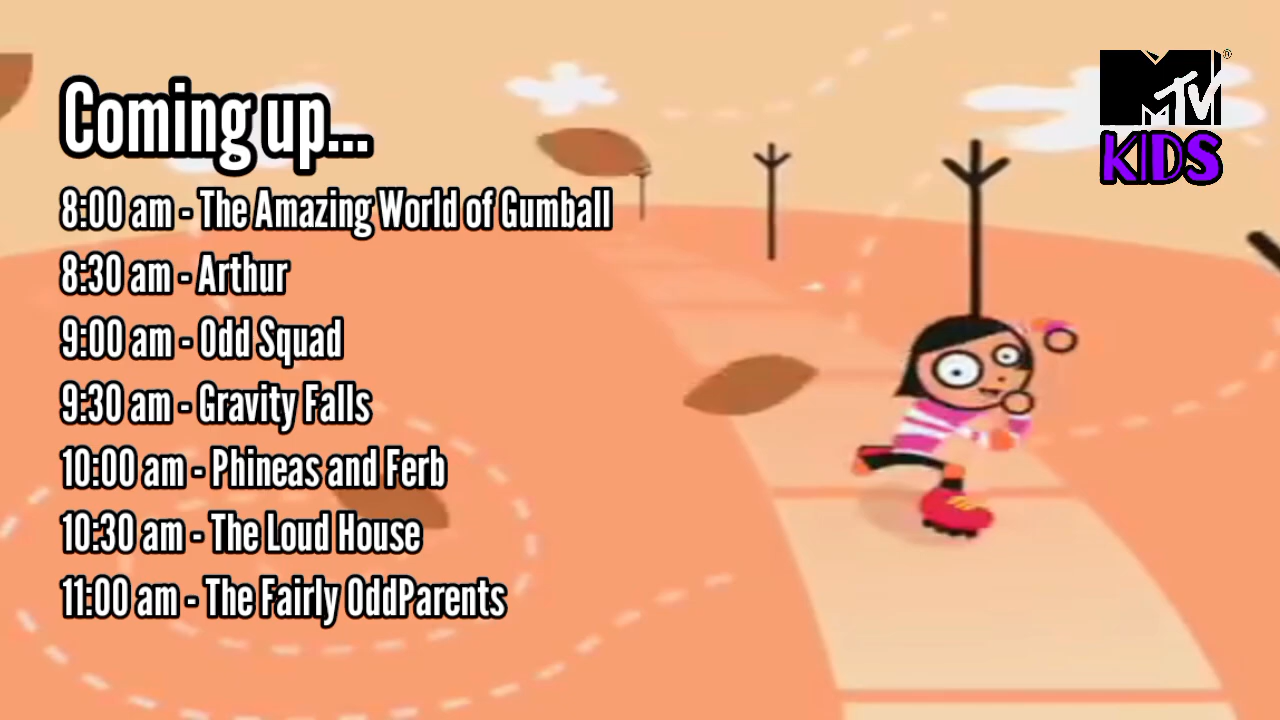 Coming up...
8:00 am - The Amazing World of Gumball
8:30 am - Arthur
9:00 am - Odd Squad
9:30 am - Gravity Falls
10:00 am - Phineas and Ferb
10:30 am - The Loud House
11:00 am - The Fairly OddParents
MTV®
KIDS